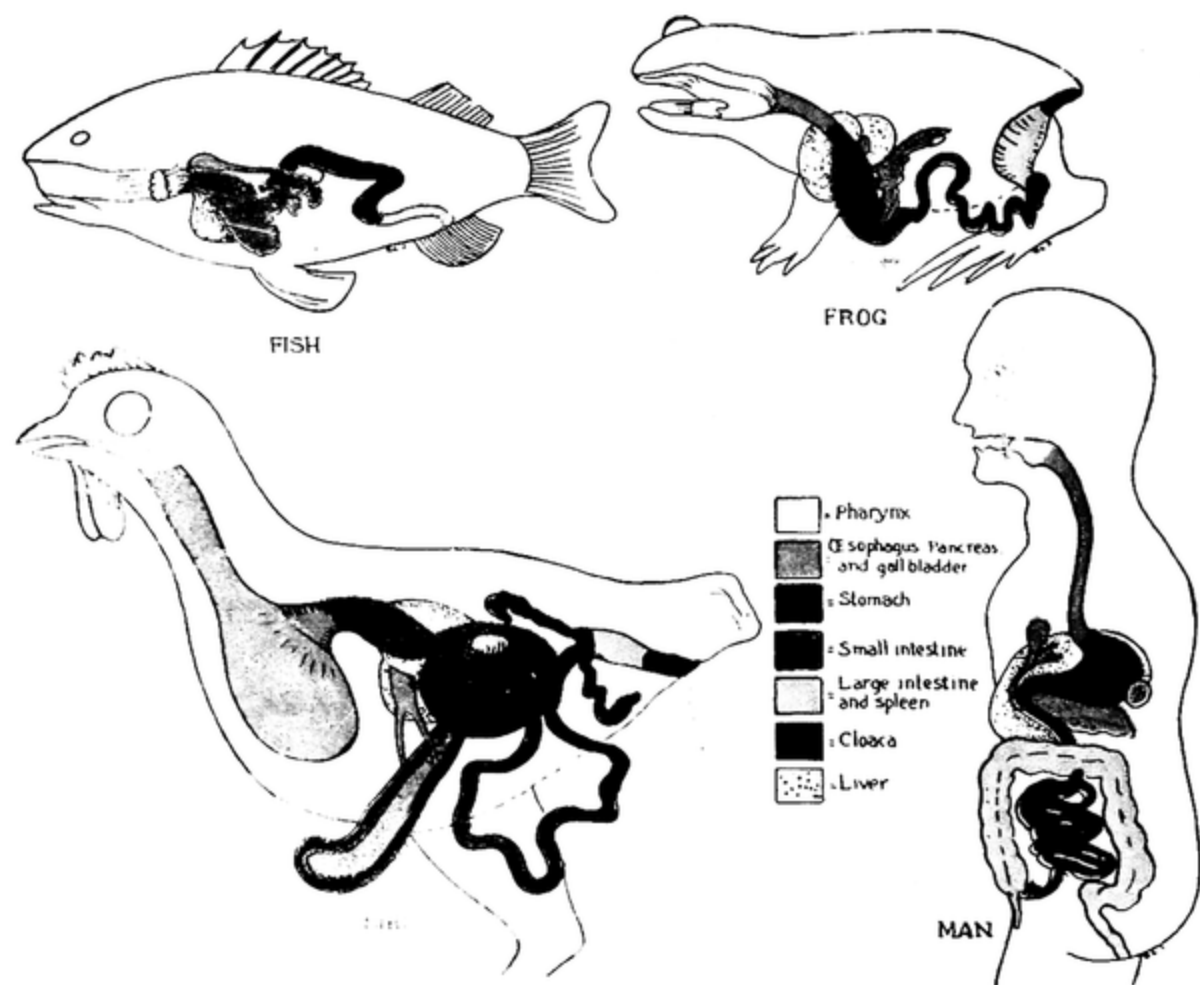 FISH
FROG
= Pharynx
Œsophagus Pancreas
= and gall bladder
= Stomach
= Small intestine
Large intestine
= and spleen
: Cloaca
: Liver
MAN